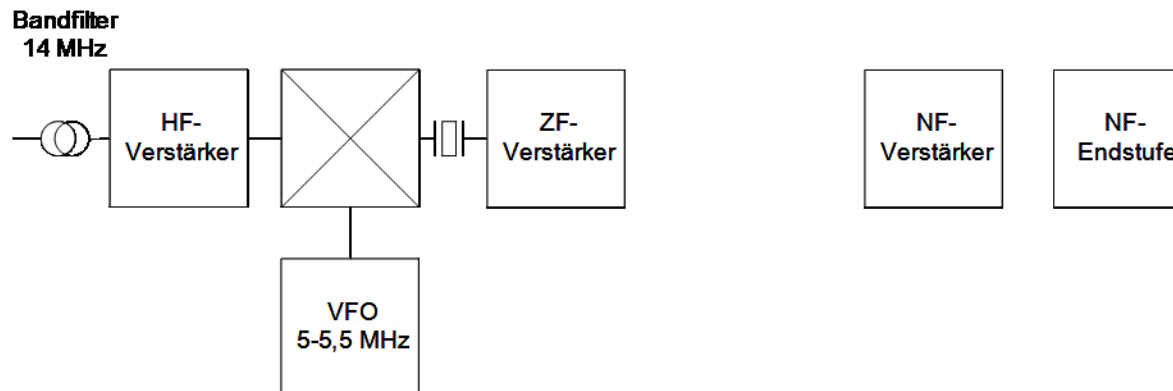 Bandfilter
14 MHz
HF-
Verstärker
ZF-
Verstärker
NF-
Verstärker
NF-
Endstufe
VFO
5-5,5 MHz